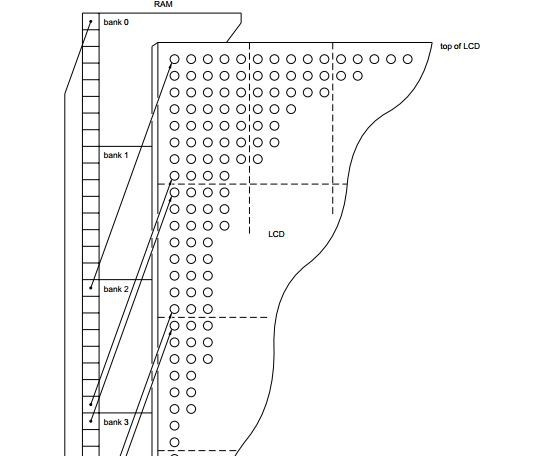 RAM
bank 0
top of LCD
bank 1
LCD
bank 2
bank 3